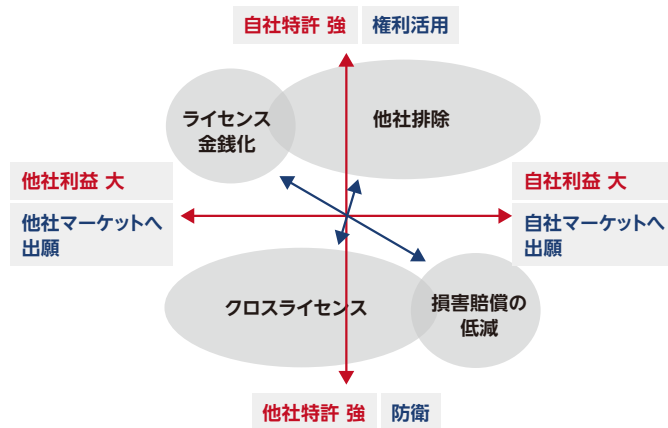 自社特許 強 権利活用
ライセンス
金銭化
他社排除
他社利益 大
他社マーケットへ
出願
自社利益 大
自社マーケットへ
出願
クロスライセンス
損害賠償の
低減
他社特許 強 防衛